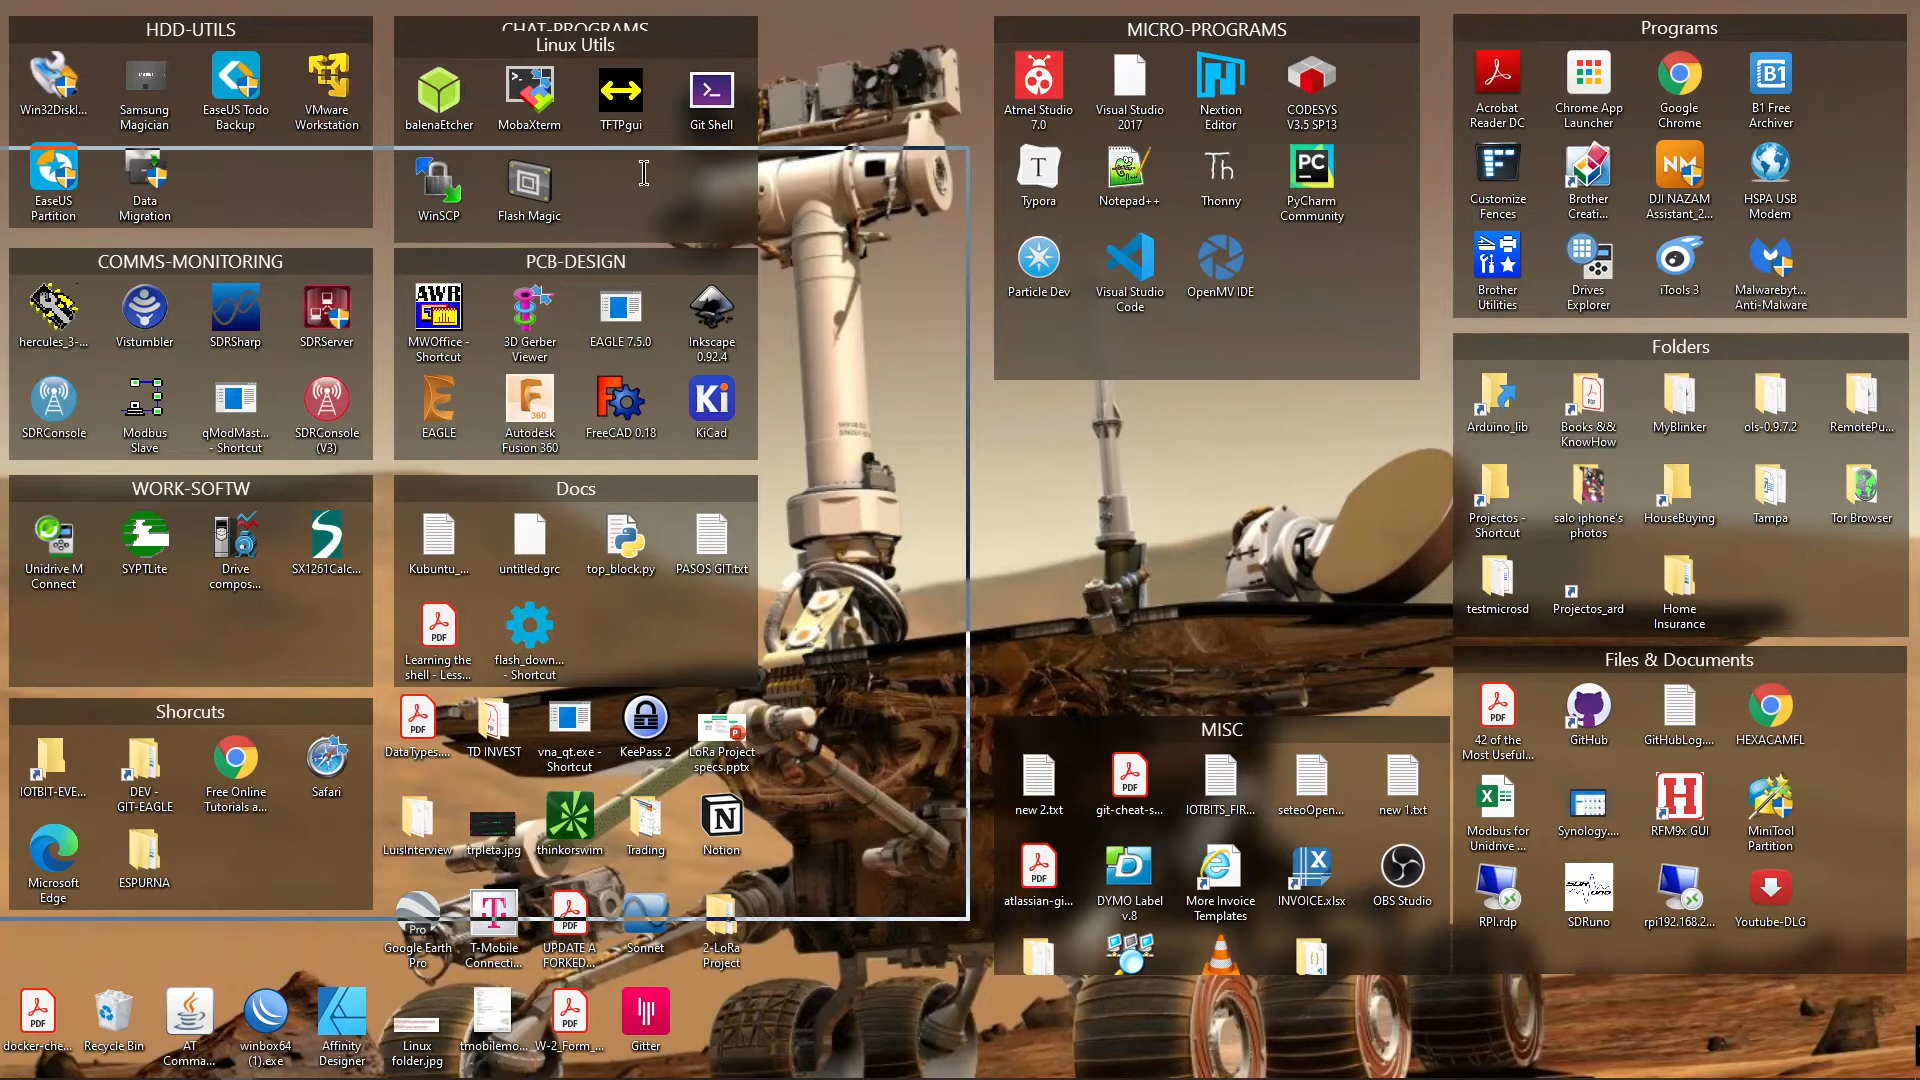 HDD-UTILS
Win32Diskl...
Samsung
Magician
EaseUS Todo
Backup
VMware
Workstation
EaseUS
Partition
Data
Migration
CHAT-PROGRAMS
Linux Utils
balenaEtcher
MobaXterm
TFTPgui
Git Shell
WinSCP
Flash Magic
MICRO-PROGRAMS
Atmel Studio
7.0
Visual Studio
2017
Nextion
Editor
CODESYS
V3.5 SP13
Typora
Notepad++
Thonny
PyCharm
Community
Particle Dev
Visual Studio
Code
OpenMV IDE
Programs
Acrobat
Reader DC
Chrome App
Launcher
Google
Chrome
B1 Free
Archiver
Customize
Fences
Brother
Creati...
DJI NAZAM
Assistant_2...
HSPA USB
Modem
Brother
Utilities
Drives
Explorer
iTools 3
Malwarebyt...
Anti-Malware
COMMS-MONITORING
hercules_3-...
Vistumbler
SDRSharp
SDRServer
SDRConsole
Modbus
Slave
qModMast...
- Shortcut
SDRConsole
(V3)
PCB-DESIGN
MWOffice -
Shortcut
3D Gerber
Viewer
EAGLE 7.5.0
Inkscape
0.92.4
EAGLE
Autodesk
Fusion 360
FreeCAD 0.18
KiCad
Folders
Arduino_lib
Books &&
KnowHow
MyBlinker
ols-0.9.7.2
RemotePu...
Projectos -
Shortcut
salo iphone's
photos
HouseBuying
Tampa
Tor Browser
testmicrosd
Projectos_ard
Home
Insurance
WORK-SOFTW
Unidrive M
Connect
SYPTLite
Drive
compos...
SX1261Calc...
Docs
Kubuntu_...
untitled.grc
top_block.py
PASOS GIT.txt
Learning the
shell - Less...
flash_down...
- Shortcut
Shorcuts
IOTBIT-EVE...
DEV -
GIT-EAGLE
Free Online
Tutorials a...
Safari
Microsoft
Edge
ESPURNA
DataTypes....
TD INVEST
vna_qt.exe -
Shortcut
KeePass 2
LoRa Project
specs.pptx
LuisInterview
trpleta.jpg
thinkorswim
Trading
Notion
Google Earth
Pro
T-Mobile
Connecti...
UPDATE A
FORKED...
Sonnet
2-LoRa
Project
MISC
new 2.txt
git-cheat-s...
IOTBITS_FIR...
seteoOpen...
new 1.txt
atlassian-gi...
DYMO Label
v.8
More Invoice
Templates
INVOICE.xlsx
OBS Studio
Files & Documents
42 of the
Most Useful...
GitHub
GitHubLog....
HEXACAMFL
Modbus for
Unidrive ...
Synology....
RFM9x GUI
MiniTool
Partition
RPI.rdp
SDRuno
rpi192.168.2...
Youtube-DLG
docker-che...
Recycle Bin
AT
Comma...
winbox64
(1).exe
Affinity
Designer
Linux
folder.jpg
tmobilemo...
W-2_Form_...
Gitter